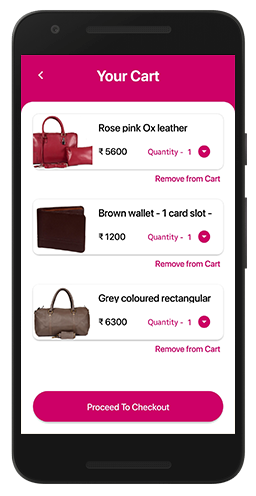 Your Cart
Rose pink Ox leather
₹ 5600 Quantity - 1
Remove from Cart
Brown wallet - 1 card slot -
₹ 1200 Quantity - 1
Remove from Cart
Grey coloured rectangular
₹ 6300 Quantity - 1
Remove from Cart
Proceed To Checkout